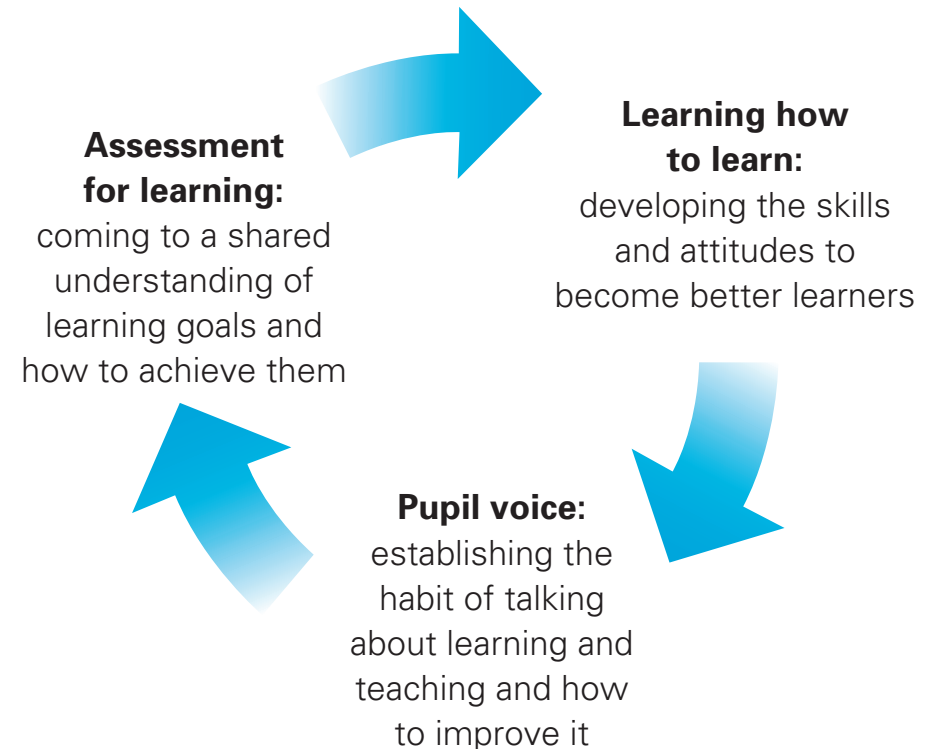 Assessment
for learning:
coming to a shared
understanding of
learning goals and
how to achieve them
Learning how
to learn:
developing the skills
and attitudes to
become better learners
Pupil voice:
establishing the
habit of talking
about learning and
teaching and how
to improve it